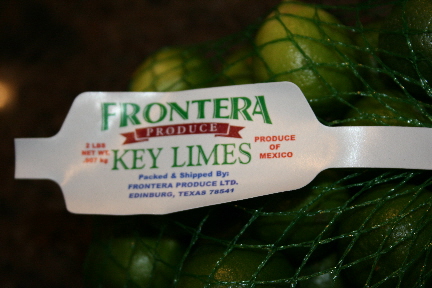 FRONTERA
PRODUCE
2 LBS
NET WT.
.907 kg
KEY LIMES
PRODUCE
OF
MEXICO
Packed & Shipped By:
FRONTERA PRODUCE LTD.
EDINBURG, TEXAS 78541